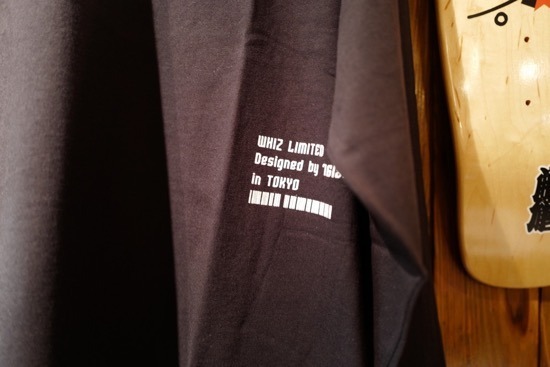 WHIZ LIMITED
Designed by
in TOKYO